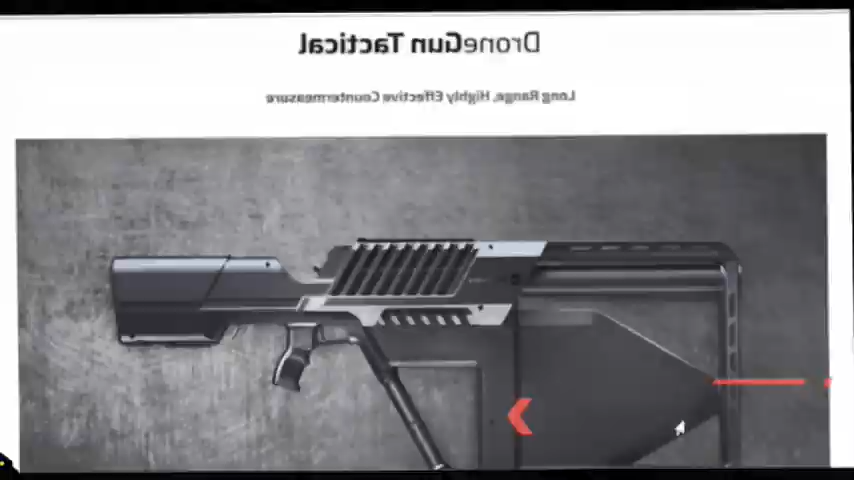 DroneGun Tactical
Long Range, Highly Effective Countermeasure